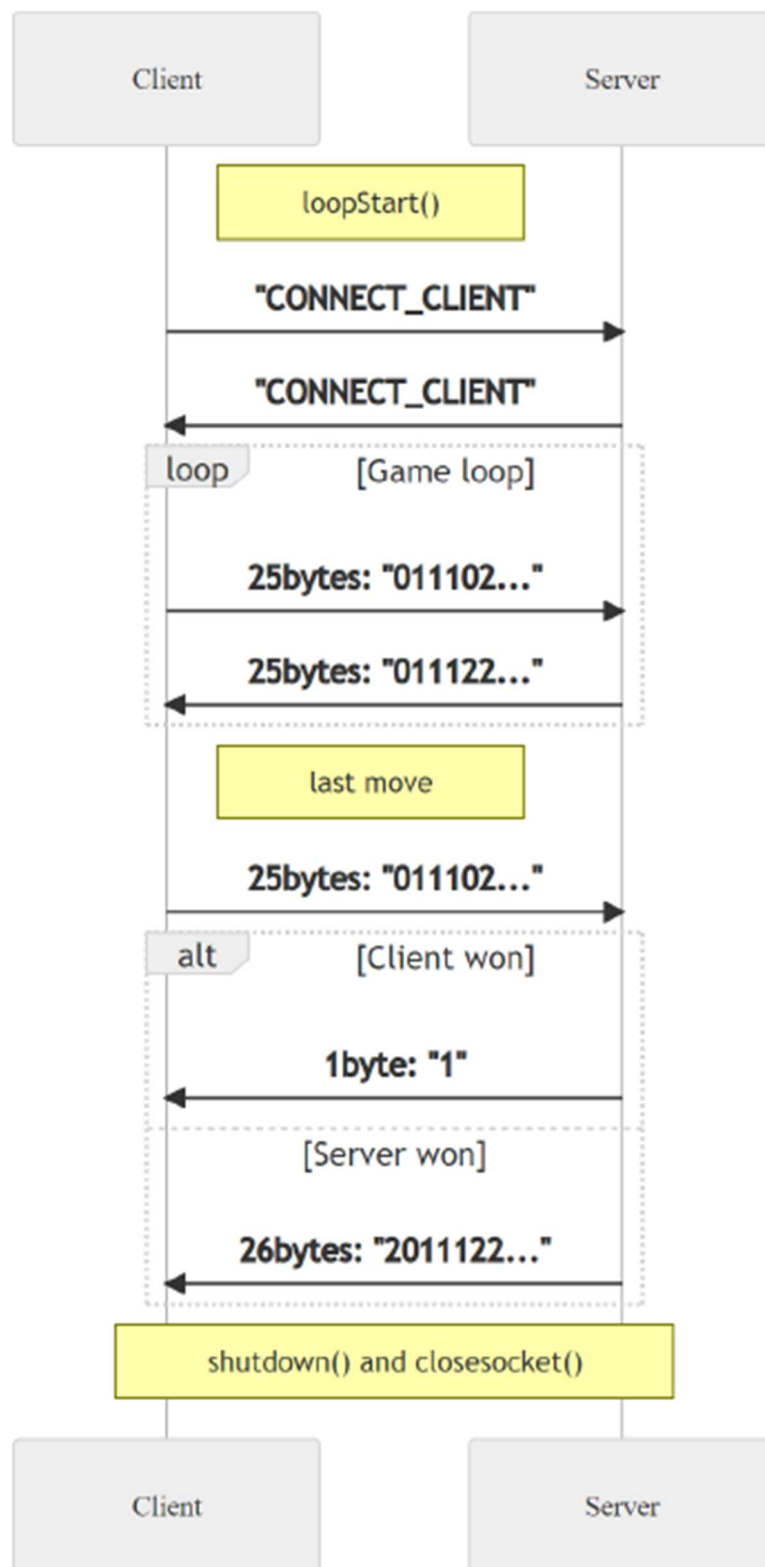 Client Server
loopStart()
"CONNECT_CLIENT"
"CONNECT_CLIENT"
loop [Game loop]
25bytes: "011102..."
25bytes: "011122..."
last move
25bytes: "011102..."
alt [Client won]
1byte: "1"
[Server won]
26bytes: "2011122..."
shutdown() and closesocket()
Client Server